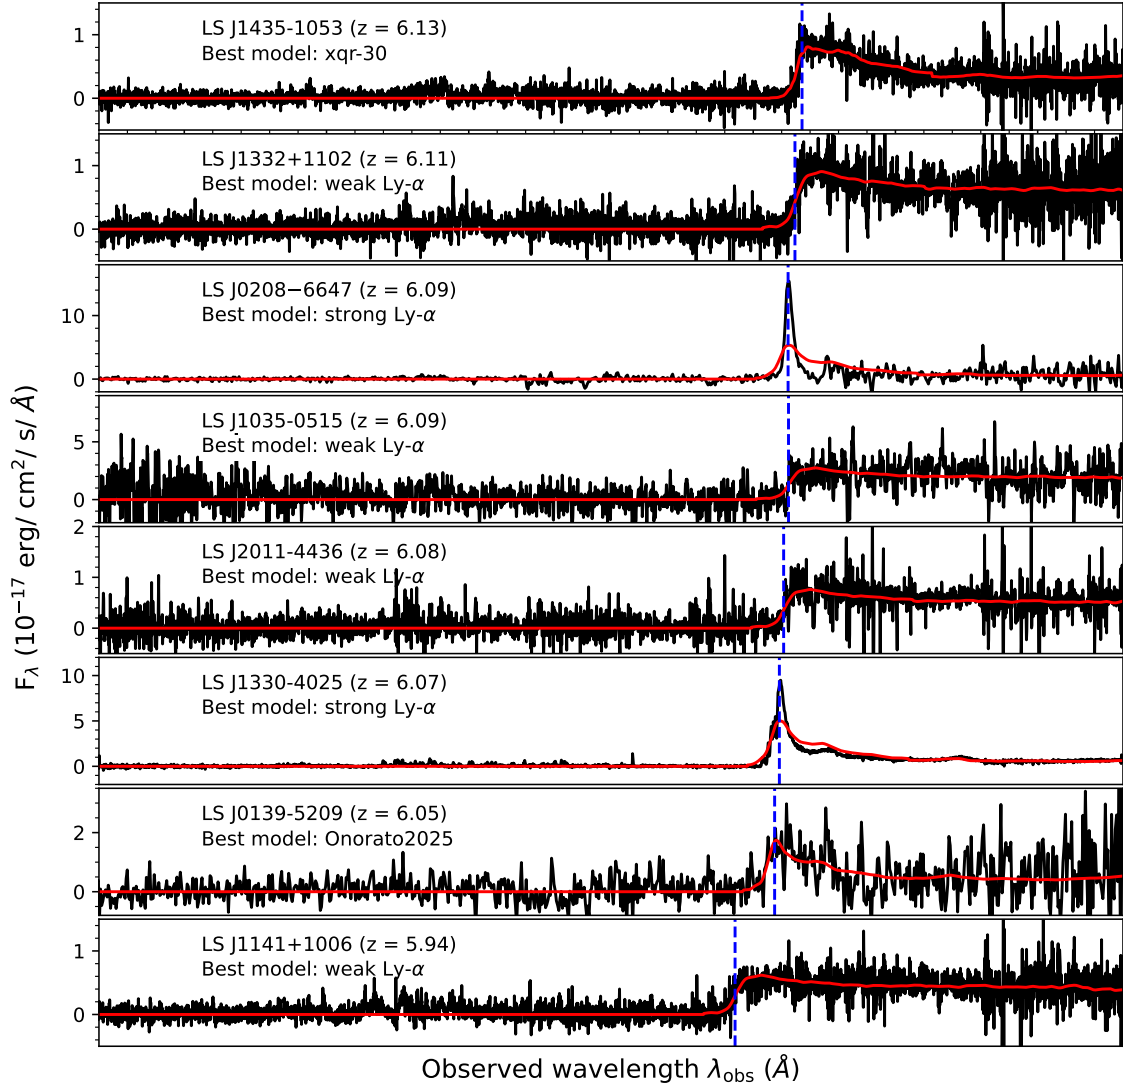 LS J1435-1053 (z = 6.13)
Best model: xqr-30
1
0
LS J1332+1102 (z = 6.11)
Best model: weak Ly-α
1
0
LS J0208−6647 (z = 6.09)
Best model: strong Ly-α
10
0
LS J1035-0515 (z = 6.09)
Best model: weak Ly-α
5
0
LS J2011-4436 (z = 6.08)
Best model: weak Ly-α
2
1
0
LS J1330-4025 (z = 6.07)
Best model: strong Ly-α
10
5
0
LS J0139-5209 (z = 6.05)
Best model: Onorato2025
2
0
LS J1141+1006 (z = 5.94)
Best model: weak Ly-α
1
0
F_λ (10⁻¹⁷ erg/ cm²/ s/ Å)
Observed wavelength λ_obs (Å)